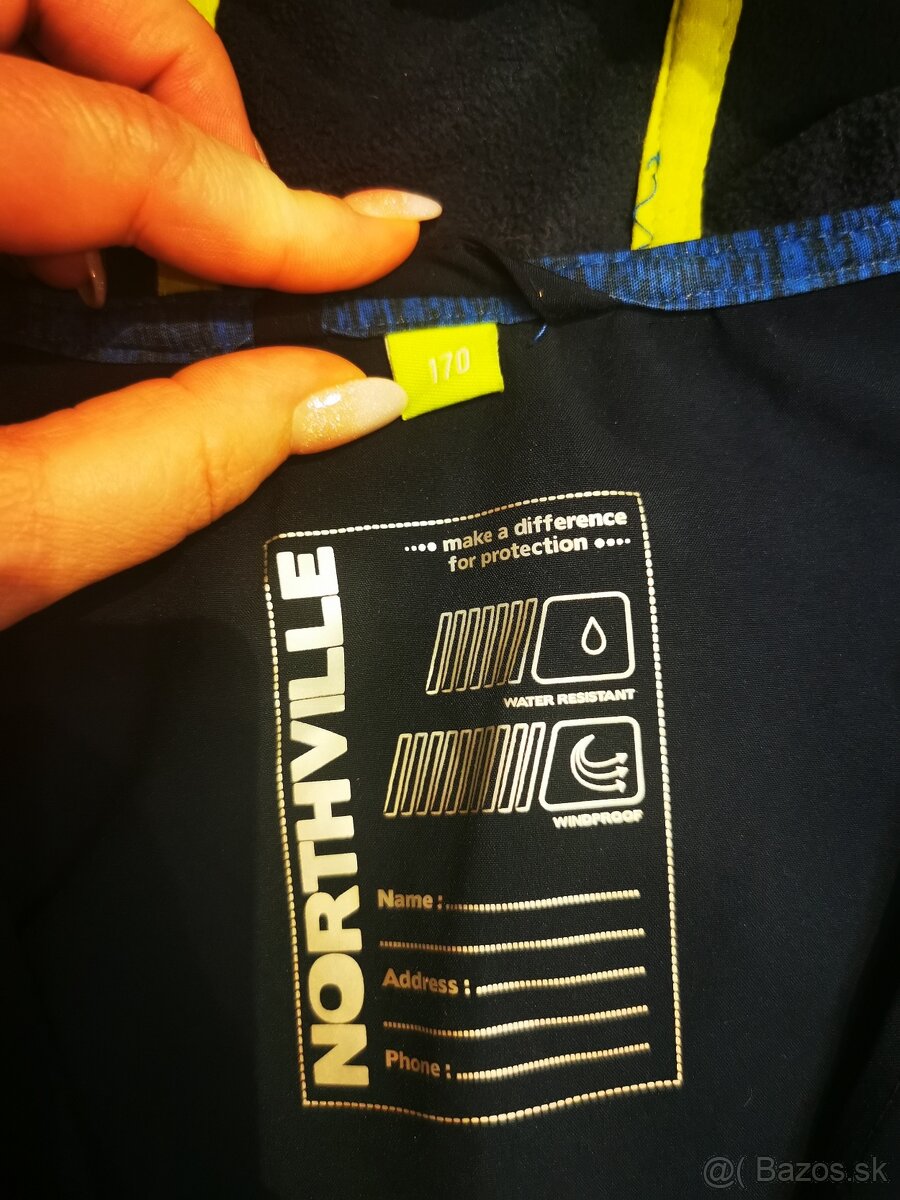 170
make a difference
for protection
WATER RESISTANT
WINDPROOF
NORTHVILLE
Name :
Address :
Phone :
@( Bazos.sk